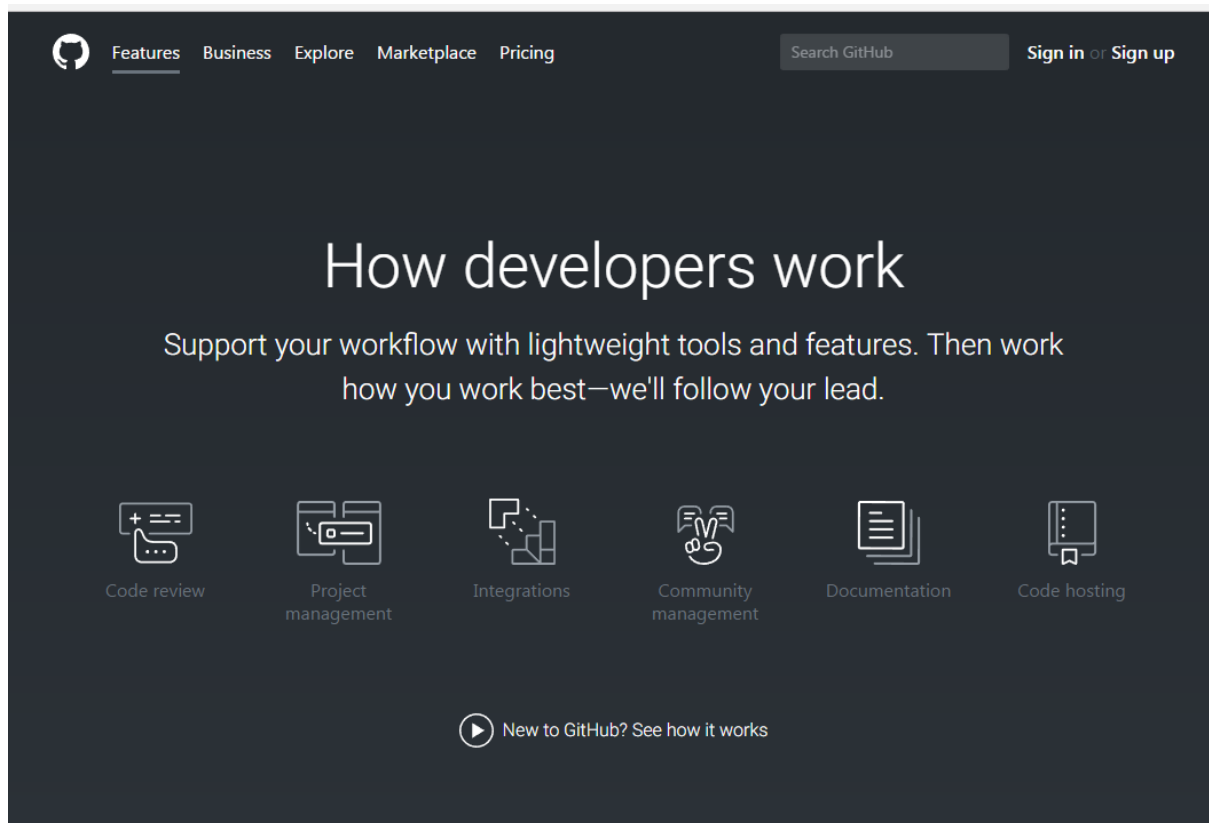 Features Business Explore Marketplace Pricing Search GitHub Sign in or Sign up
How developers work
Support your workflow with lightweight tools and features. Then work
how you work best—we'll follow your lead.
Code review
Project
management
Integrations
Community
management
Documentation
Code hosting
New to GitHub? See how it works